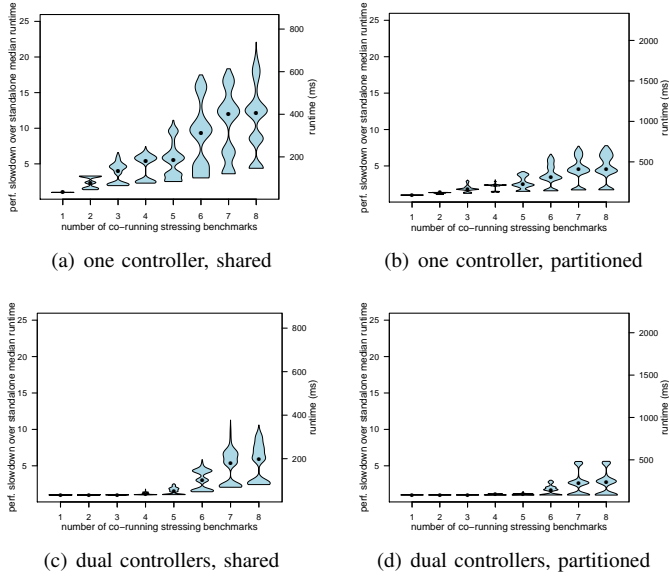 perf. slowdown over standalone median runtime
25
20
15
10
5
800
600
400
200
runtime (ms)
1 2 3 4 5 6 7 8
number of co−running stressing benchmarks
(a) one controller, shared
perf. slowdown over standalone median runtime
25
20
15
10
5
2000
1500
1000
500
runtime (ms)
1 2 3 4 5 6 7 8
number of co−running stressing benchmarks
(b) one controller, partitioned
perf. slowdown over standalone median runtime
25
20
15
10
5
800
600
400
200
runtime (ms)
1 2 3 4 5 6 7 8
number of co−running stressing benchmarks
(c) dual controllers, shared
perf. slowdown over standalone median runtime
25
20
15
10
5
2000
1500
1000
500
runtime (ms)
1 2 3 4 5 6 7 8
number of co−running stressing benchmarks
(d) dual controllers, partitioned